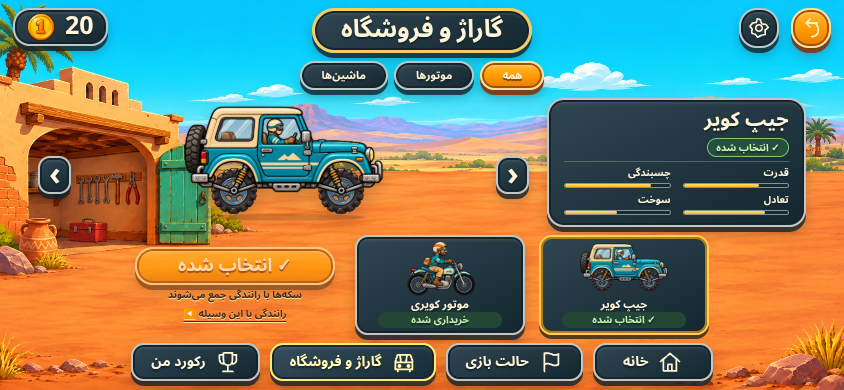 20
گاراژ و فروشگاه
همه
موتورها
ماشین‌ها
جیپ کویر
✓ انتخاب شده
قدرت
چسبندگی
تعادل
سوخت
✓ انتخاب شده
سکه‌ها با رانندگی جمع می‌شوند
رانندگی با این وسیله
جیپ کویر
✓ انتخاب شده
موتور کویری
خریداری شده
خانه
حالت بازی
گاراژ و فروشگاه
رکورد من